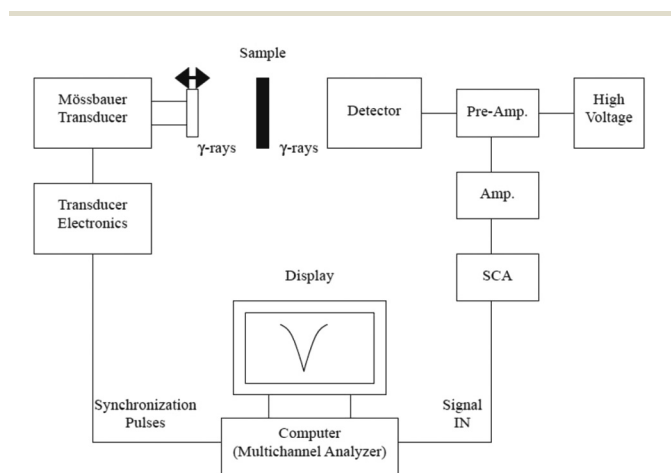 Sample
Mössbauer
Transducer
γ-rays
γ-rays
Detector
Pre-Amp.
High
Voltage
Transducer
Electronics
Amp.
SCA
Display
Synchronization
Pulses
Signal
IN
Computer
(Multichannel Analyzer)